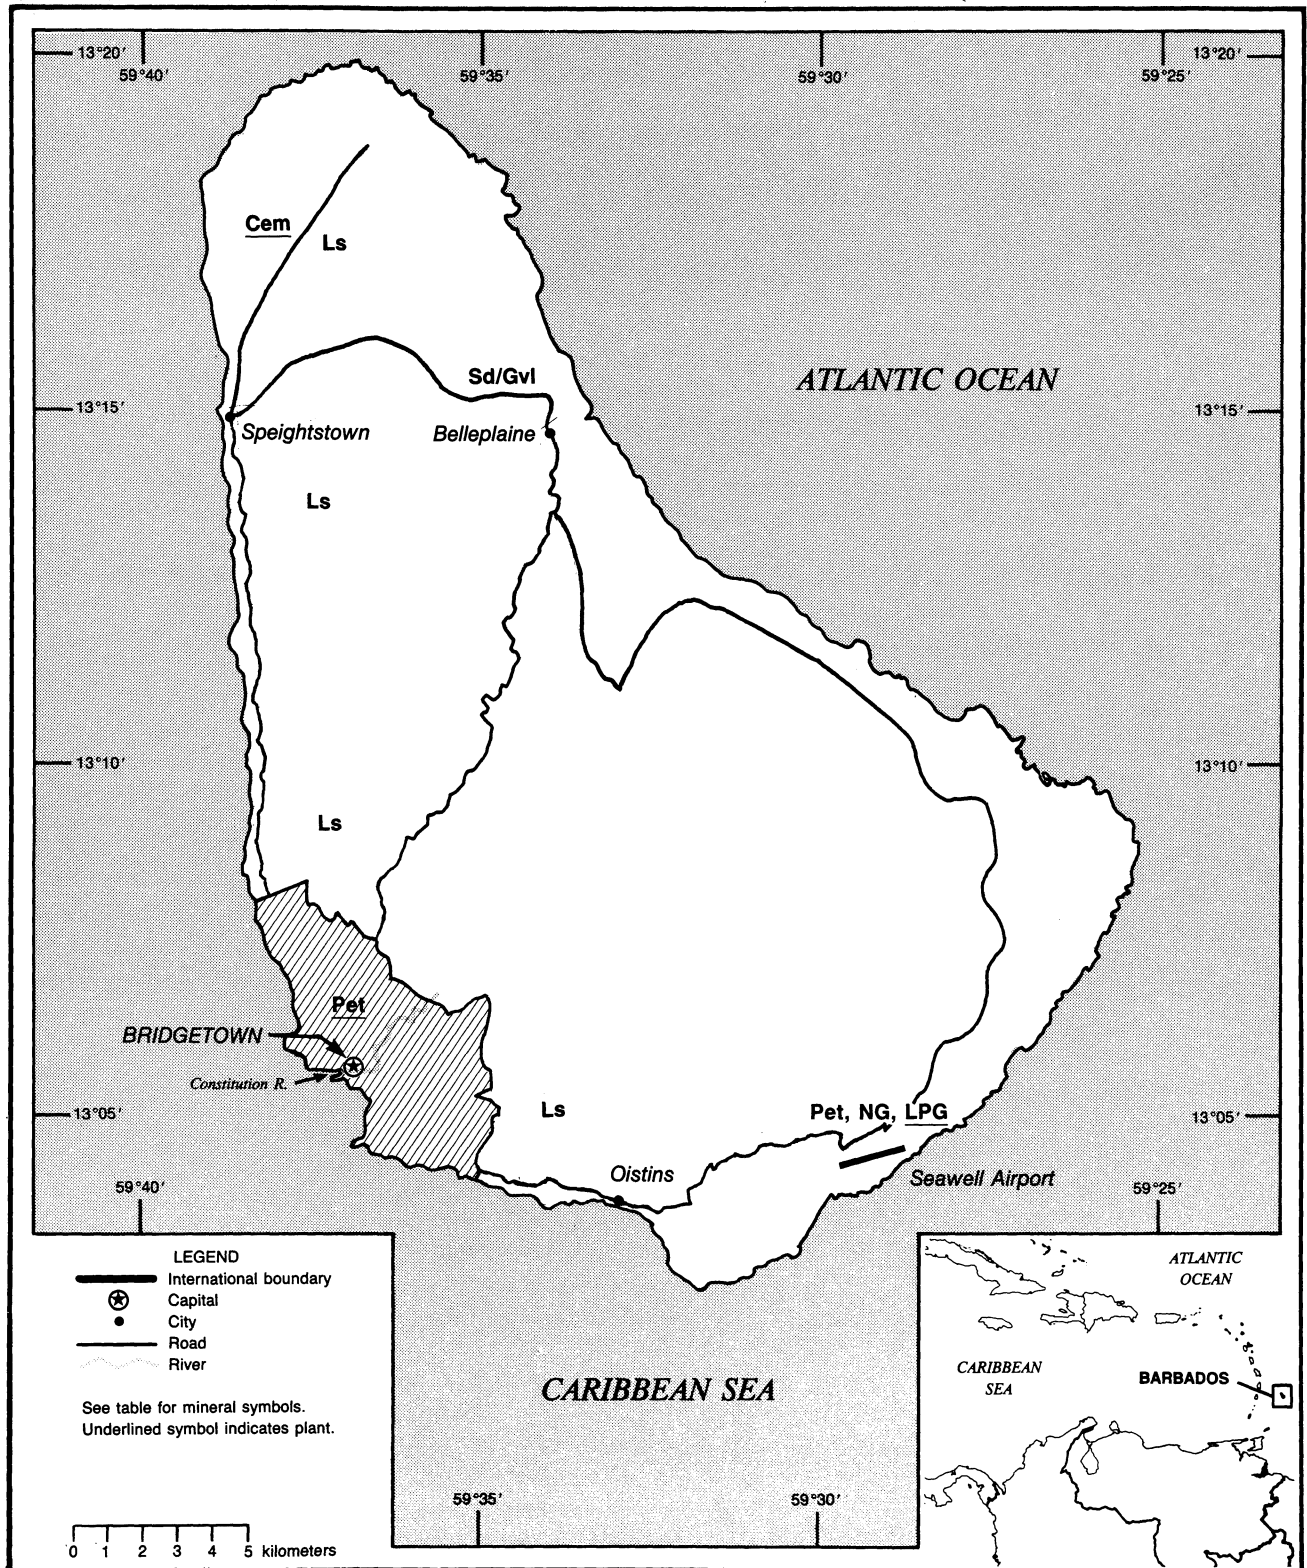 13°20′ 13°20′
59°40′ 59°35′ 59°30′ 59°25′
Cem
Ls
Sd/Gvl
ATLANTIC OCEAN
13°15′ 13°15′
Speightstown Belleplaine
Ls
13°10′ 13°10′
Ls
Pet
BRIDGETOWN
Constitution R.
Ls
Pet, NG, LPG
13°05′ 13°05′
Oistins
Seawell Airport
59°40′ 59°25′
LEGEND
International boundary
Capital
City
Road
River
See table for mineral symbols.
Underlined symbol indicates plant.
0 1 2 3 4 5 kilometers
CARIBBEAN SEA
59°35′ 59°30′
ATLANTIC
OCEAN
CARIBBEAN
SEA
BARBADOS